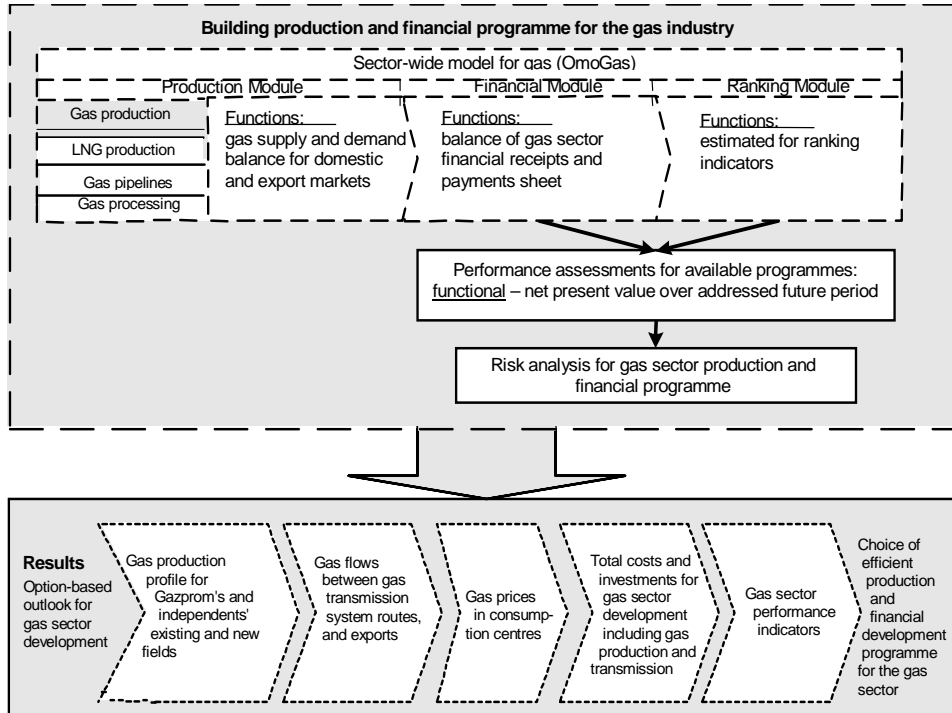 Building production and financial programme for the gas industry
Sector-wide model for gas (OmoGas)
Production Module
Financial Module
Ranking Module
Gas production
LNG production
Gas pipelines
Gas processing
Functions:
gas supply and demand
balance for domestic
and export markets
Functions:
balance of gas sector
financial receipts and
payments sheet
Functions:
estimated for ranking
indicators
Performance assessments for available programmes:
functional – net present value over addressed future period
Risk analysis for gas sector production and
financial programme
Results
Option-based
outlook for
gas sector
development
Gas production
profile for
Gazprom's and
independents'
existing and new
fields
Gas flows
between gas
transmission
system routes,
and exports
Gas prices
in consump-
tion centres
Total costs and
investments for
gas sector
development
including gas
production and
transmission
Gas sector
performance
indicators
Choice of
efficient
production
and
financial
development
programme
for the gas
sector